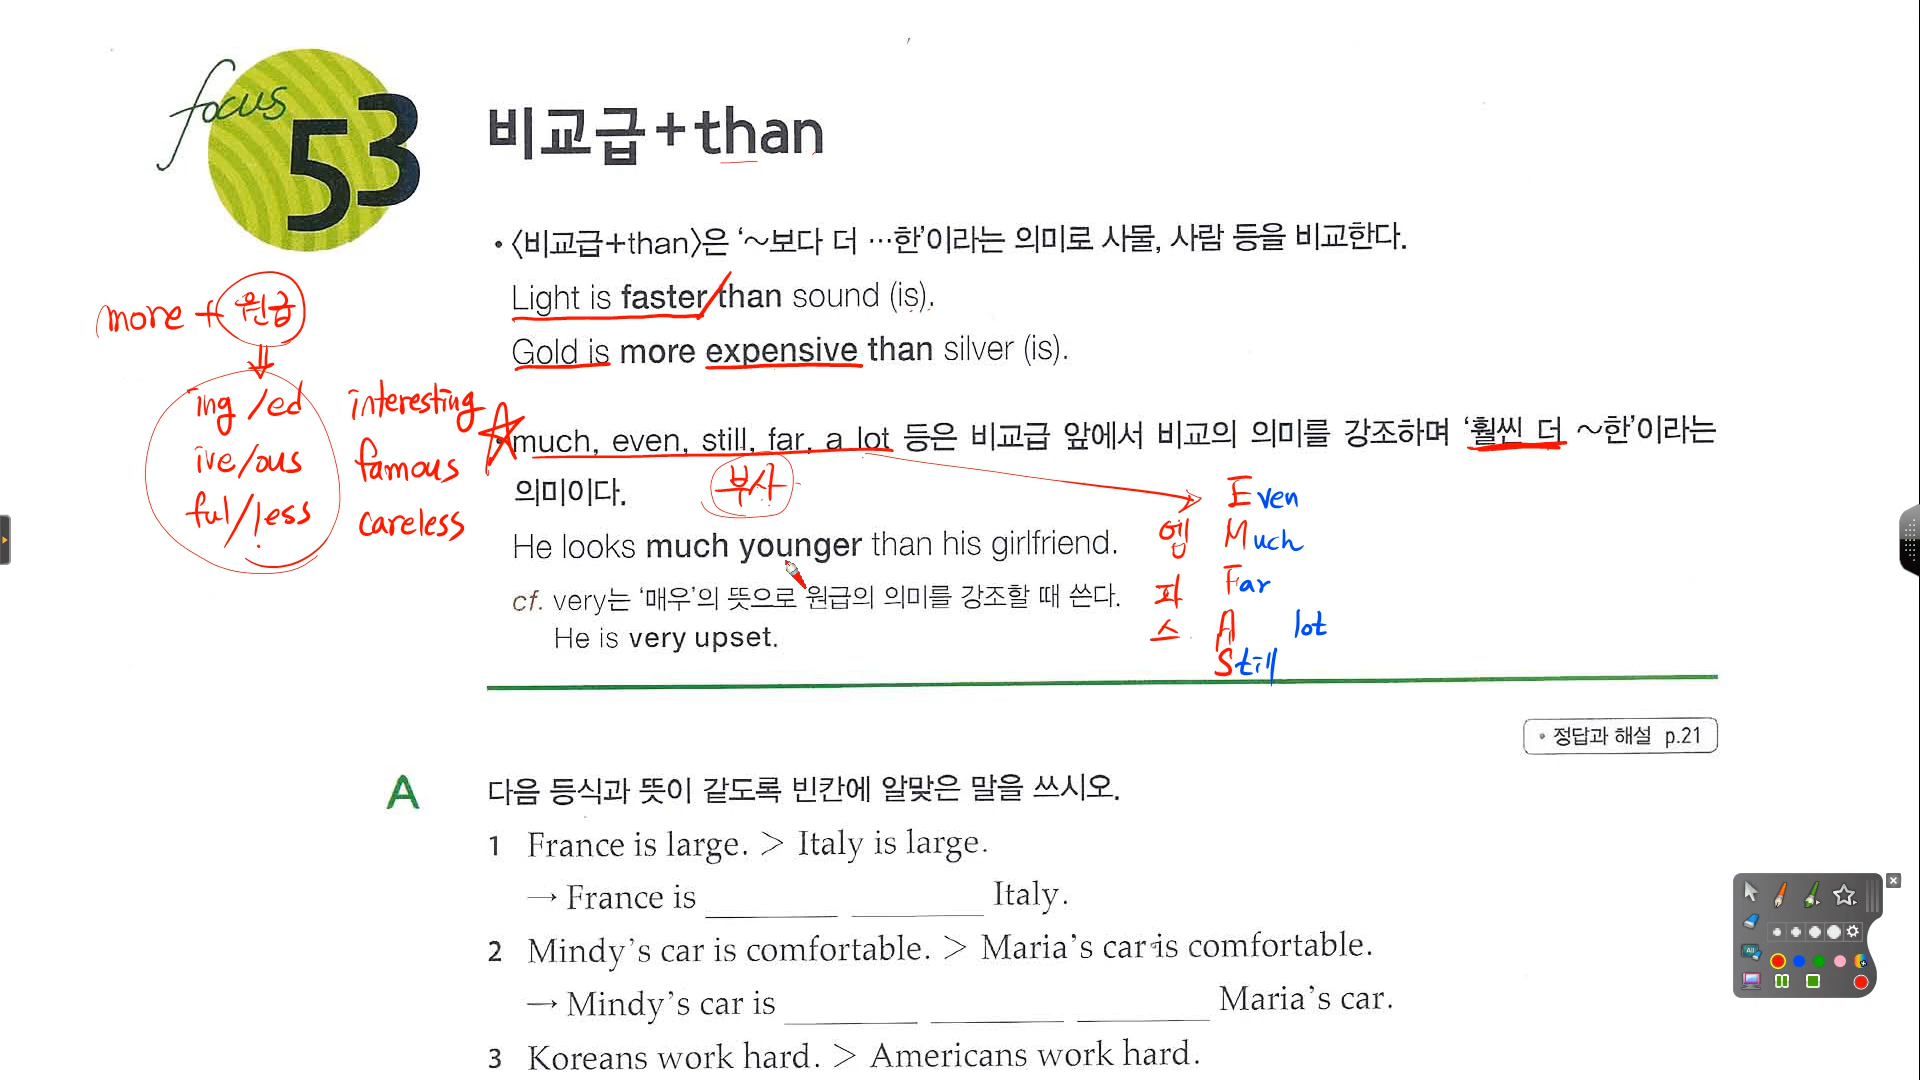 focus 53
비교급+than
• 〈비교급+than〉은 ‘~보다 더 …한’이라는 의미로 사물, 사람 등을 비교한다.
Light is faster than sound (is).
Gold is more expensive than silver (is).
more + 원급
ing /ed interesting
ive/ous famous
ful/less careless
• much, even, still, far, a lot 등은 비교급 앞에서 비교의 의미를 강조하며 ‘훨씬 더 ~한’이라는
의미이다.
부사
He looks much younger than his girlfriend.
cf. very는 ‘매우’의 뜻으로 원급의 의미를 강조할 때 쓴다.
He is very upset.
Even
엠 Much
파 Far
스 A lot
Still
• 정답과 해설 p.21
A 다음 등식과 뜻이 같도록 빈칸에 알맞은 말을 쓰시오.
1 France is large. > Italy is large.
→ France is ________ ________ Italy.
2 Mindy’s car is comfortable. > Maria’s car is comfortable.
→ Mindy’s car is ________ ________ ________ Maria’s car.
3 Koreans work hard. > Americans work hard.